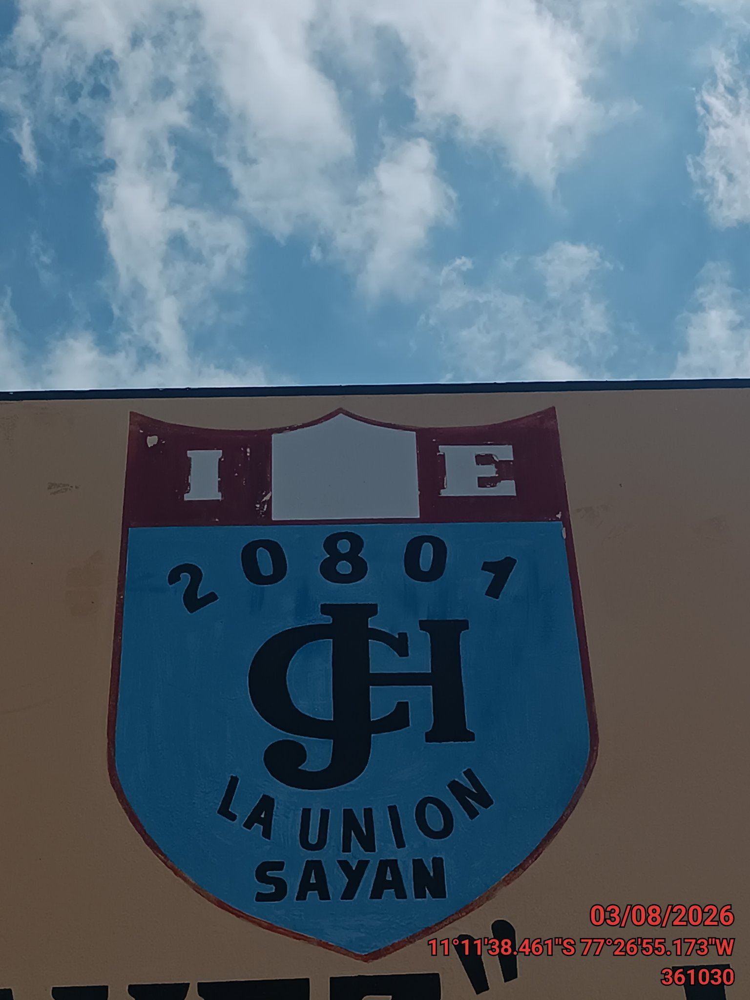 I E
20801
JCH
LA UNION
SAYAN
03/08/2026
11°11'38.461"S 77°26'55.173"W
361030